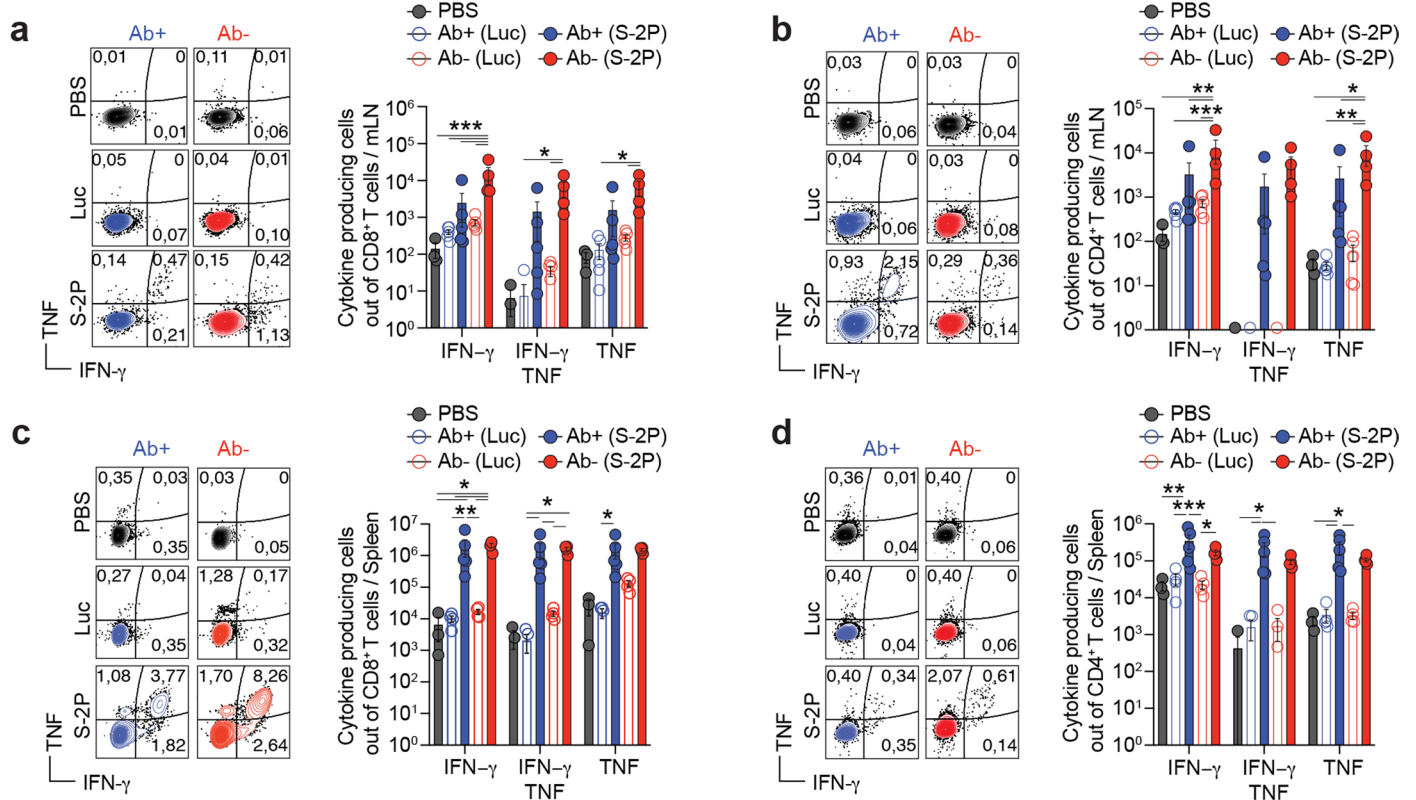 a
Ab+ Ab-
PBS
0,01 0 0,11 0,01
0,01 0,06
Luc
0,05 0 0,04 0,01
0,07 0,10
S-2P
0,14 0,47 0,15 0,42
0,21 1,13
TNF
IFN-γ
PBS
Ab+ (Luc) Ab+ (S-2P)
Ab- (Luc) Ab- (S-2P)
Cytokine producing cells
out of CD8⁺ T cells / mLN
10⁶
10⁵
10⁴
10³
10²
10¹
10⁰
*** * *
IFN–γ IFN–γ TNF
TNF
b
Ab+ Ab-
PBS
0,03 0 0,03 0
0,06 0,04
Luc
0,04 0 0,03 0
0,06 0,08
S-2P
0,93 2,15 0,29 0,36
0,72 0,14
TNF
IFN-γ
PBS
Ab+ (Luc) Ab+ (S-2P)
Ab- (Luc) Ab- (S-2P)
Cytokine producing cells
out of CD4⁺ T cells / mLN
10⁵
10⁴
10³
10²
10¹
10⁰
** *
*** **
IFN–γ IFN–γ TNF
TNF
c
Ab+ Ab-
PBS
0,35 0,03 0,03 0
0,35 0,05
Luc
0,27 0,04 1,28 0,17
0,35 0,32
S-2P
1,08 3,77 1,70 8,26
1,82 2,64
TNF
IFN-γ
PBS
Ab+ (Luc) Ab+ (S-2P)
Ab- (Luc) Ab- (S-2P)
Cytokine producing cells
out of CD8⁺ T cells / Spleen
10⁷
10⁶
10⁵
10⁴
10³
10²
10¹
10⁰
* *
** *
IFN–γ IFN–γ TNF
TNF
d
Ab+ Ab-
PBS
0,36 0,01 0,40 0
0,04 0,06
Luc
0,40 0 0,40 0
0,04 0,06
S-2P
0,40 0,34 2,07 0,61
0,35 0,14
TNF
IFN-γ
PBS
Ab+ (Luc) Ab+ (S-2P)
Ab- (Luc) Ab- (S-2P)
Cytokine producing cells
out of CD4⁺ T cells / Spleen
10⁶
10⁵
10⁴
10³
10²
10¹
10⁰
**
*** * *
*
IFN–γ IFN–γ TNF
TNF